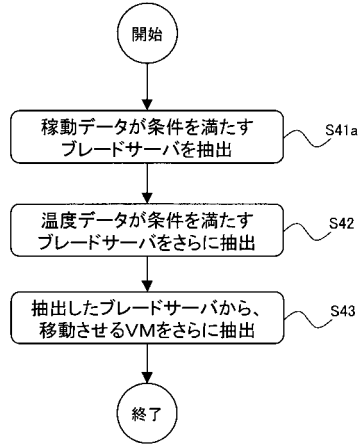 開始
稼動データが条件を満たす
ブレードサーバを抽出
S41a
温度データが条件を満たす
ブレードサーバをさらに抽出
S42
抽出したブレードサーバから、
移動させるVMをさらに抽出
S43
終了